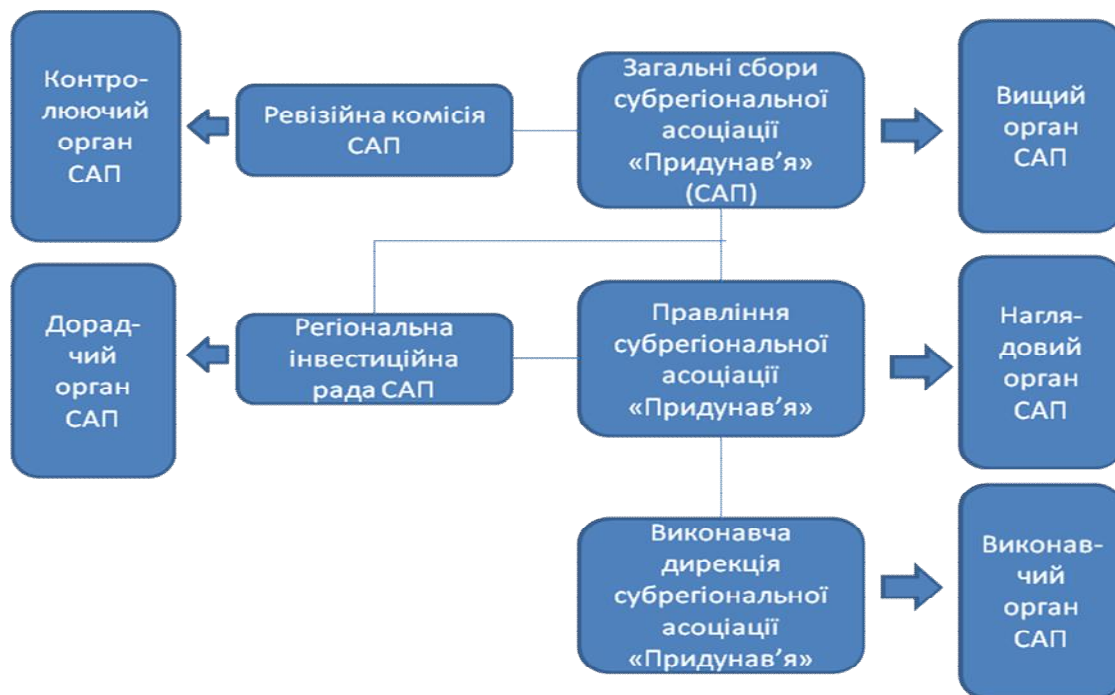 Контро-
люючий
орган
САП
Ревізійна комісія
САП
Загальні сбори
субрегіональної
асоціації
«Придунав’я»
(САП)
Вищий
орган
САП
Дорад-
чий
орган
САП
Регіональна
інвестиційна
рада САП
Правління
субрегіональної
асоціації
«Придунав’я»
Нагля-
довий
орган
САП
Виконавча
дирекція
субрегіональної
асоціації
«Придунав’я»
Виконав-
чий
орган
САП